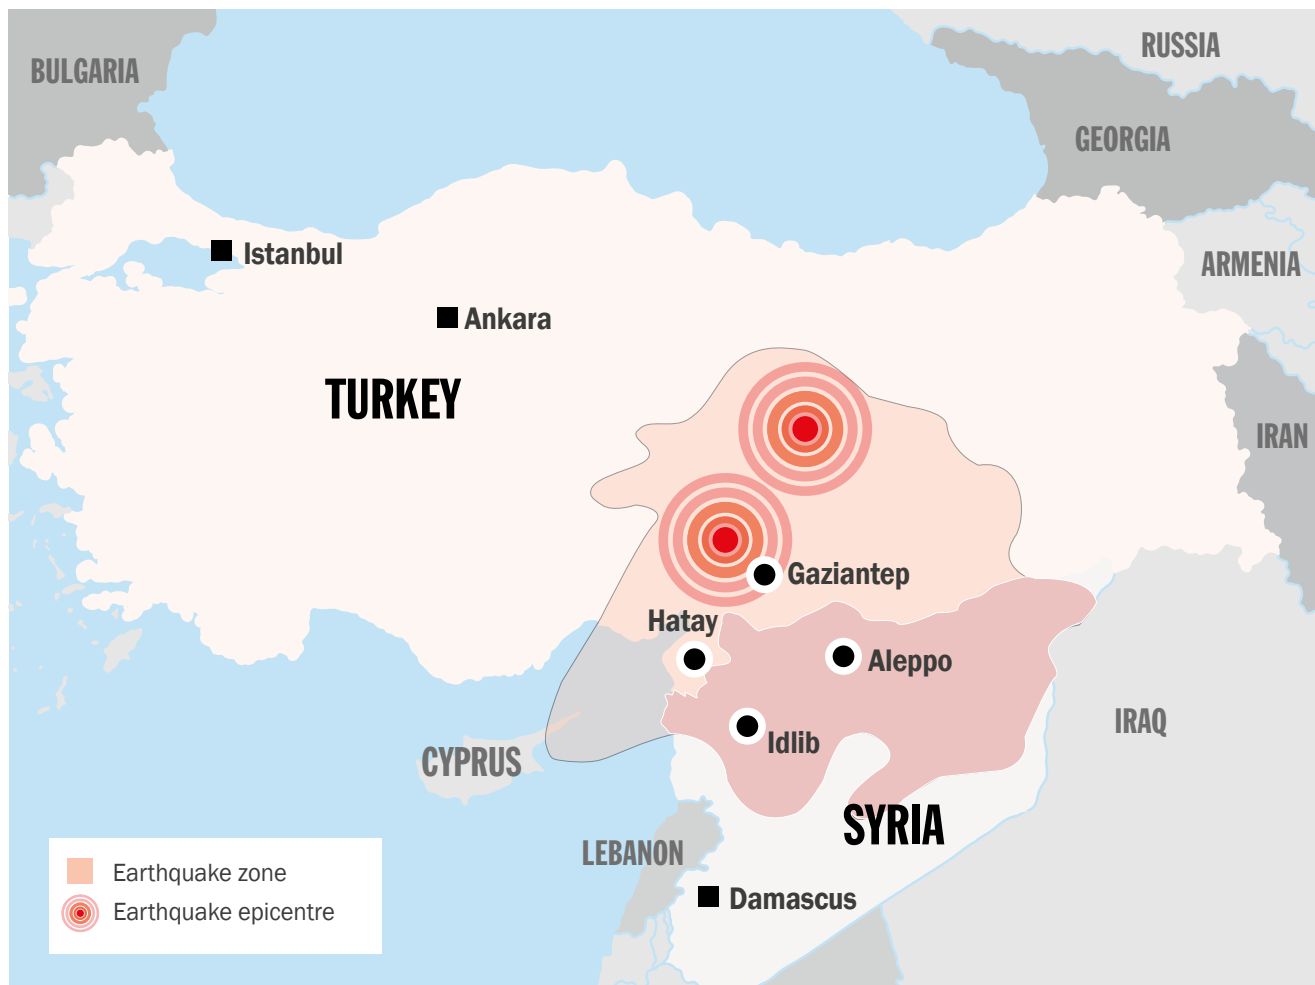 RUSSIA
BULGARIA
GEORGIA
Istanbul
ARMENIA
Ankara
TURKEY
IRAN
Gaziantep
Hatay
Aleppo
IRAQ
Idlib
CYPRUS
SYRIA
LEBANON
Earthquake zone
Damascus
Earthquake epicentre